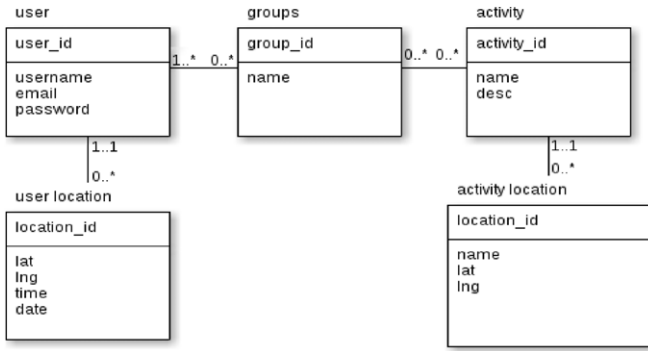 user
groups
activity
user_id
group_id
activity_id
username
email
password
name
name
desc
1..*
0..*
0..*
0..*
1..1
0..*
1..1
0..*
user location
activity location
location_id
location_id
lat
lng
time
date
name
lat
lng